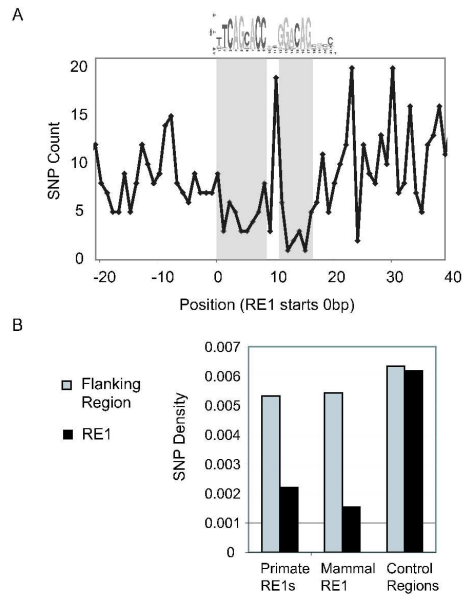 A
TTCAGCACC GGACAG
SNP Count
20
15
10
5
0
-20 -10 0 10 20 30 40
Position (RE1 starts 0bp)
B
Flanking Region
RE1
SNP Density
0.007
0.006
0.005
0.004
0.003
0.002
0.001
0
Primate Mammal Control
RE1s RE1 Regions